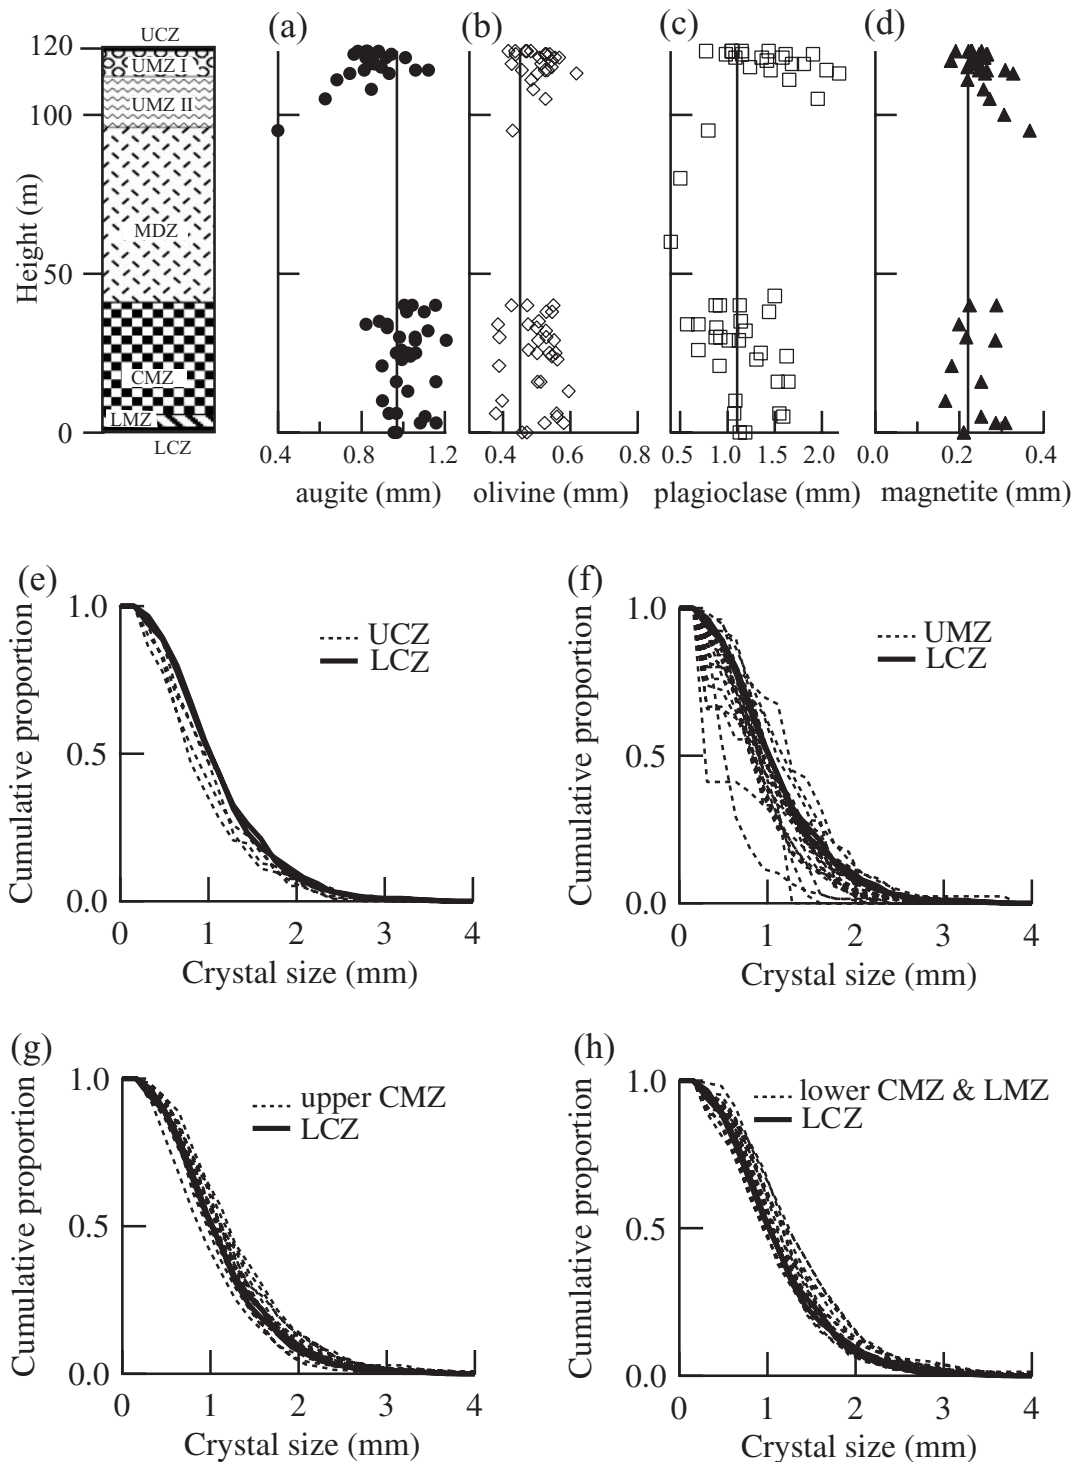 (a) (b) (c) (d)
UCZ
120
UMZ I
UMZ II
100
MDZ
50
CMZ
LMZ
0
LCZ
Height (m)
0.4 0.8 1.2
augite (mm)
0.4 0.6 0.8
olivine (mm)
0.5 1.0 1.5 2.0
plagioclase (mm)
0.0 0.2 0.4
magnetite (mm)
(e)
1.0
0.5
0.0
Cumulative proportion
UCZ
LCZ
0 1 2 3 4
Crystal size (mm)
(f)
1.0
0.5
0.0
Cumulative proportion
UMZ
LCZ
0 1 2 3 4
Crystal size (mm)
(g)
1.0
0.5
0.0
Cumulative proportion
upper CMZ
LCZ
0 1 2 3 4
Crystal size (mm)
(h)
1.0
0.5
0.0
Cumulative proportion
lower CMZ & LMZ
LCZ
0 1 2 3 4
Crystal size (mm)